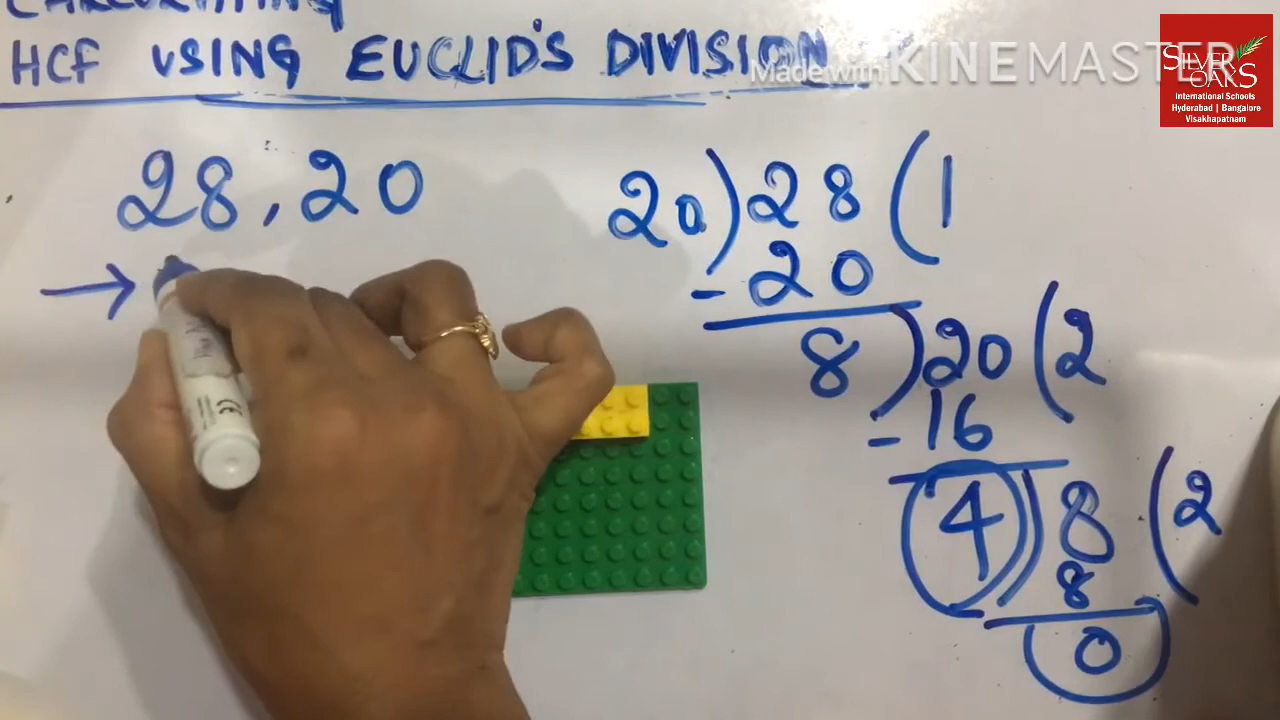 CALCULATING
HCF USING EUCLID'S DIVISION
Made with KINEMASTER
SILVER OAKS
International Schools
Hyderabad | Bangalore
Visakhapatnam
28, 20
→
20) 28 (1
- 20
8) 20 (2
- 16
4) 8 (2
8
0